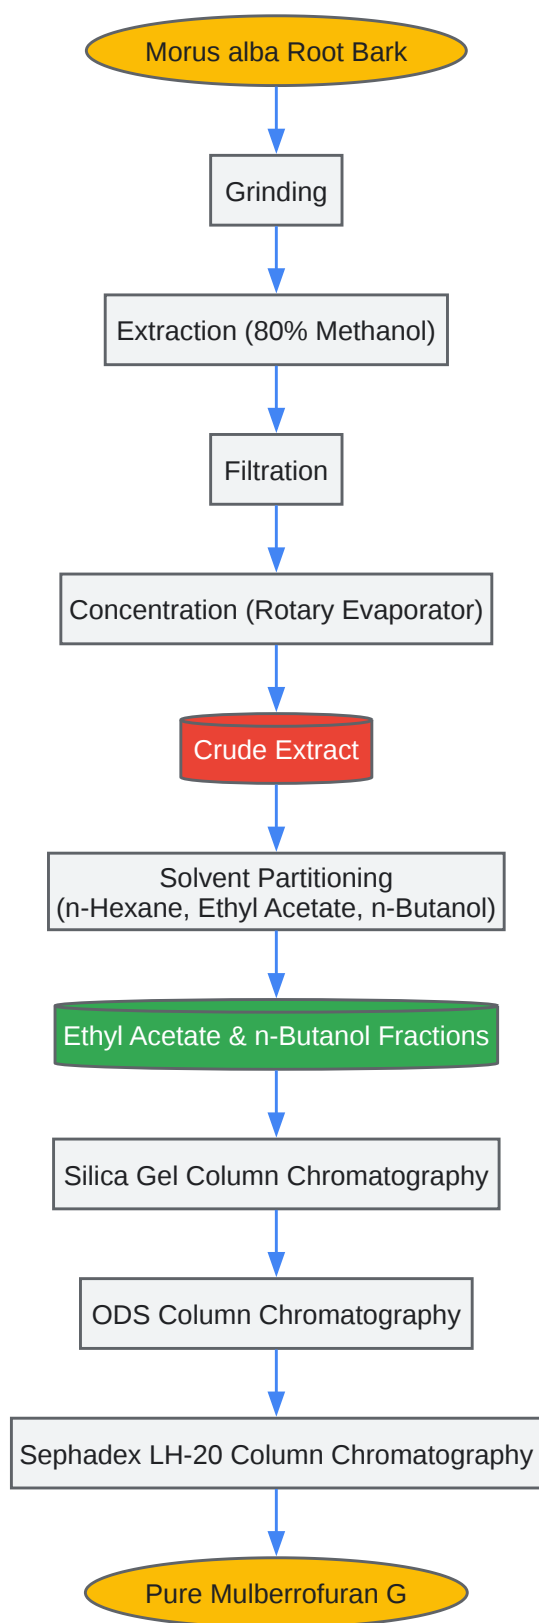 Morus alba Root Bark
Grinding
Extraction (80% Methanol)
Filtration
Concentration (Rotary Evaporator)
Crude Extract
Solvent Partitioning
(n-Hexane, Ethyl Acetate, n-Butanol)
Ethyl Acetate & n-Butanol Fractions
Silica Gel Column Chromatography
ODS Column Chromatography
Sephadex LH-20 Column Chromatography
Pure Mulberrofuran G